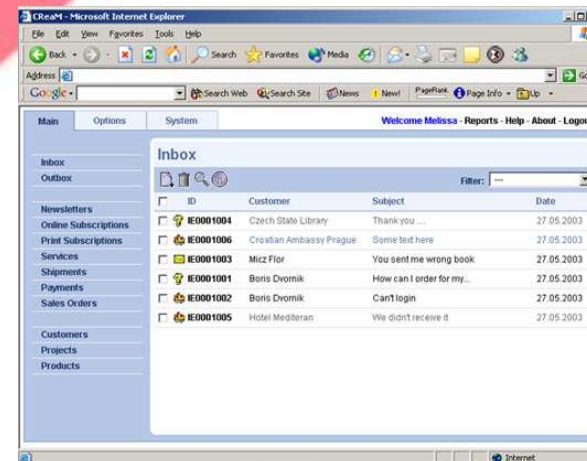 CReaM - Microsoft Internet Explorer
File Edit View Favorites Tools Help
Back Search Favorites Media
Address Go
Google Search Web Search Site News New! PageRank Page Info Up
Main Options System Welcome Melissa - Reports - Help - About - Logou
Inbox
Inbox
Outbox
Filter: ---
ID Customer Subject Date
Newsletters
Online Subscriptions
Print Subscriptions
Services
Shipments
Payments
Sales Orders
Customers
Projects
Products
IE0001004 Czech State Library Thank you .... 27.05.2003
IE0001006 Croatian Ambassy Prague Some text here 27.05.2003
IE0001003 Micz Flor You sent me wrong book 27.05.2003
IE0001001 Boris Dvornik How can I order for my... 27.05.2003
IE0001002 Boris Dvornik Can't login 27.05.2003
IE0001005 Hotel Mediteran We didn't receive it 27.05.2003
Internet